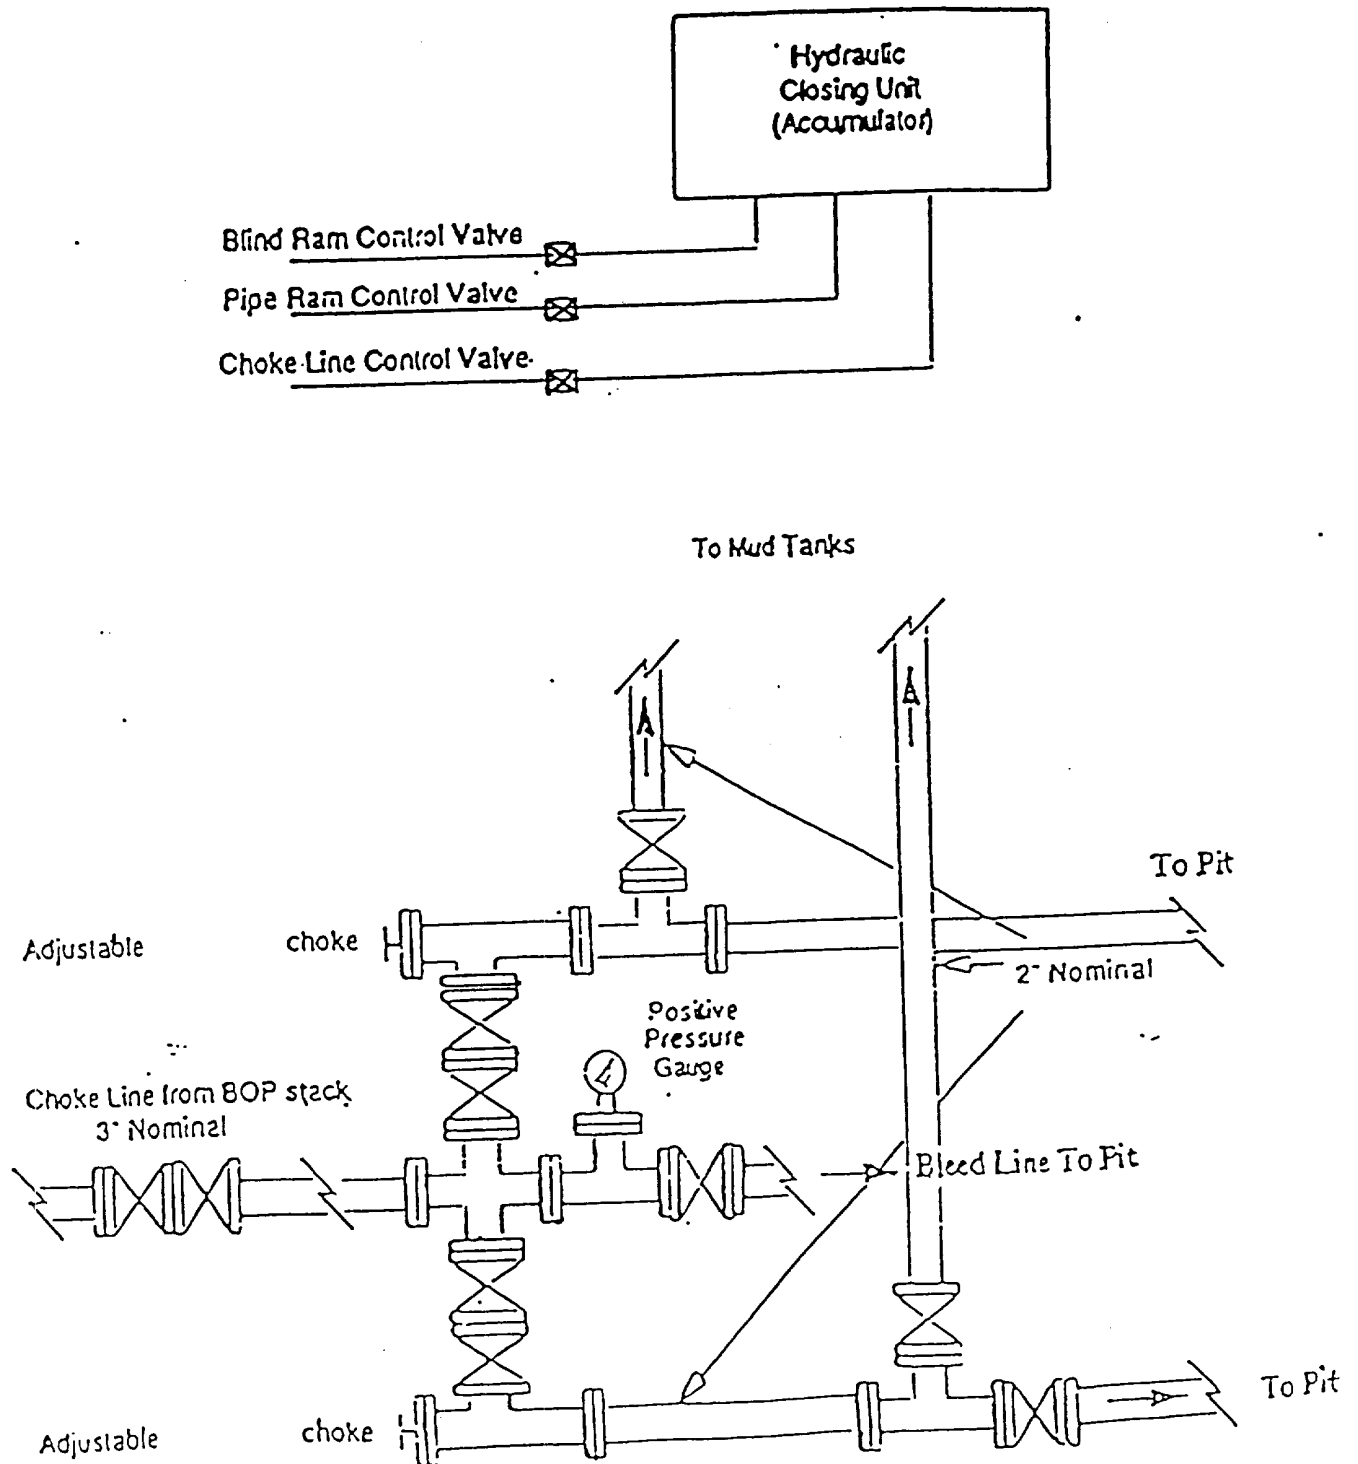 Hydraulic
Closing Unit
(Accumulator)
Blind Ram Control Valve
Pipe Ram Control Valve
Choke Line Control Valve
To Mud Tanks
To Pit
Adjustable choke
2" Nominal
Positive
Pressure
Gauge
Choke Line from BOP stack
3" Nominal
Bleed Line To Pit
To Pit
Adjustable choke